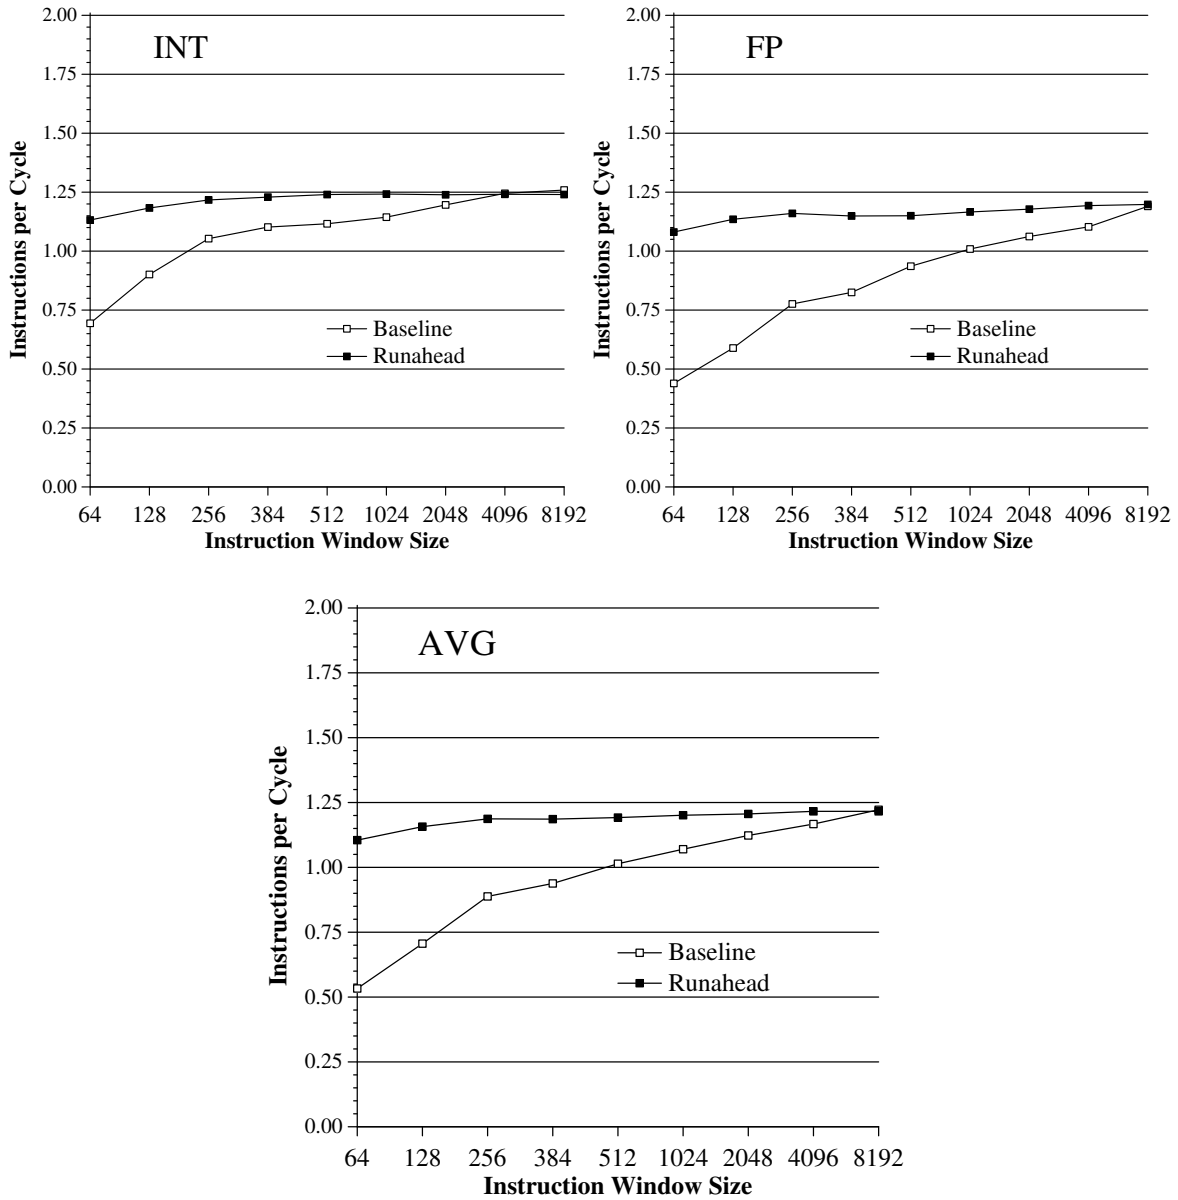 INT
2.00
1.75
1.50
1.25
1.00
0.75
0.50
0.25
0.00
Instructions per Cycle
Baseline
Runahead
64 128 256 384 512 1024 2048 4096 8192
Instruction Window Size
FP
2.00
1.75
1.50
1.25
1.00
0.75
0.50
0.25
0.00
Instructions per Cycle
Baseline
Runahead
64 128 256 384 512 1024 2048 4096 8192
Instruction Window Size
AVG
2.00
1.75
1.50
1.25
1.00
0.75
0.50
0.25
0.00
Instructions per Cycle
Baseline
Runahead
64 128 256 384 512 1024 2048 4096 8192
Instruction Window Size